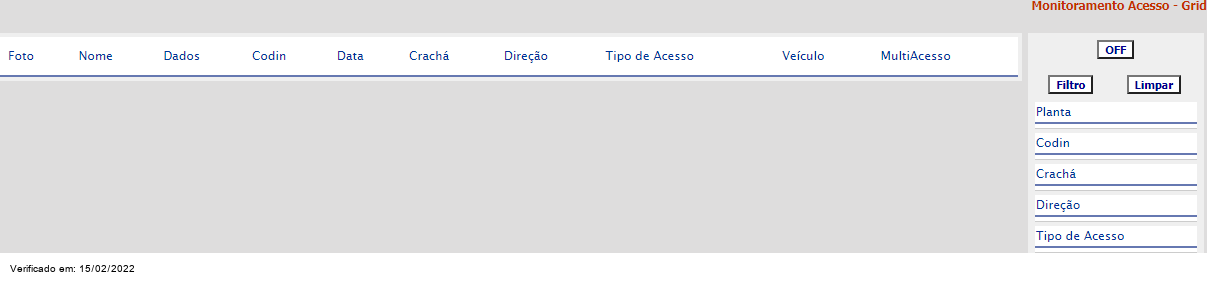 Monitoramento Acesso - Grid
Foto Nome Dados Codin Data Crachá Direção Tipo de Acesso Veículo MultiAcesso
OFF
Filtro Limpar
Planta
Codin
Crachá
Direção
Tipo de Acesso
Verificado em: 15/02/2022